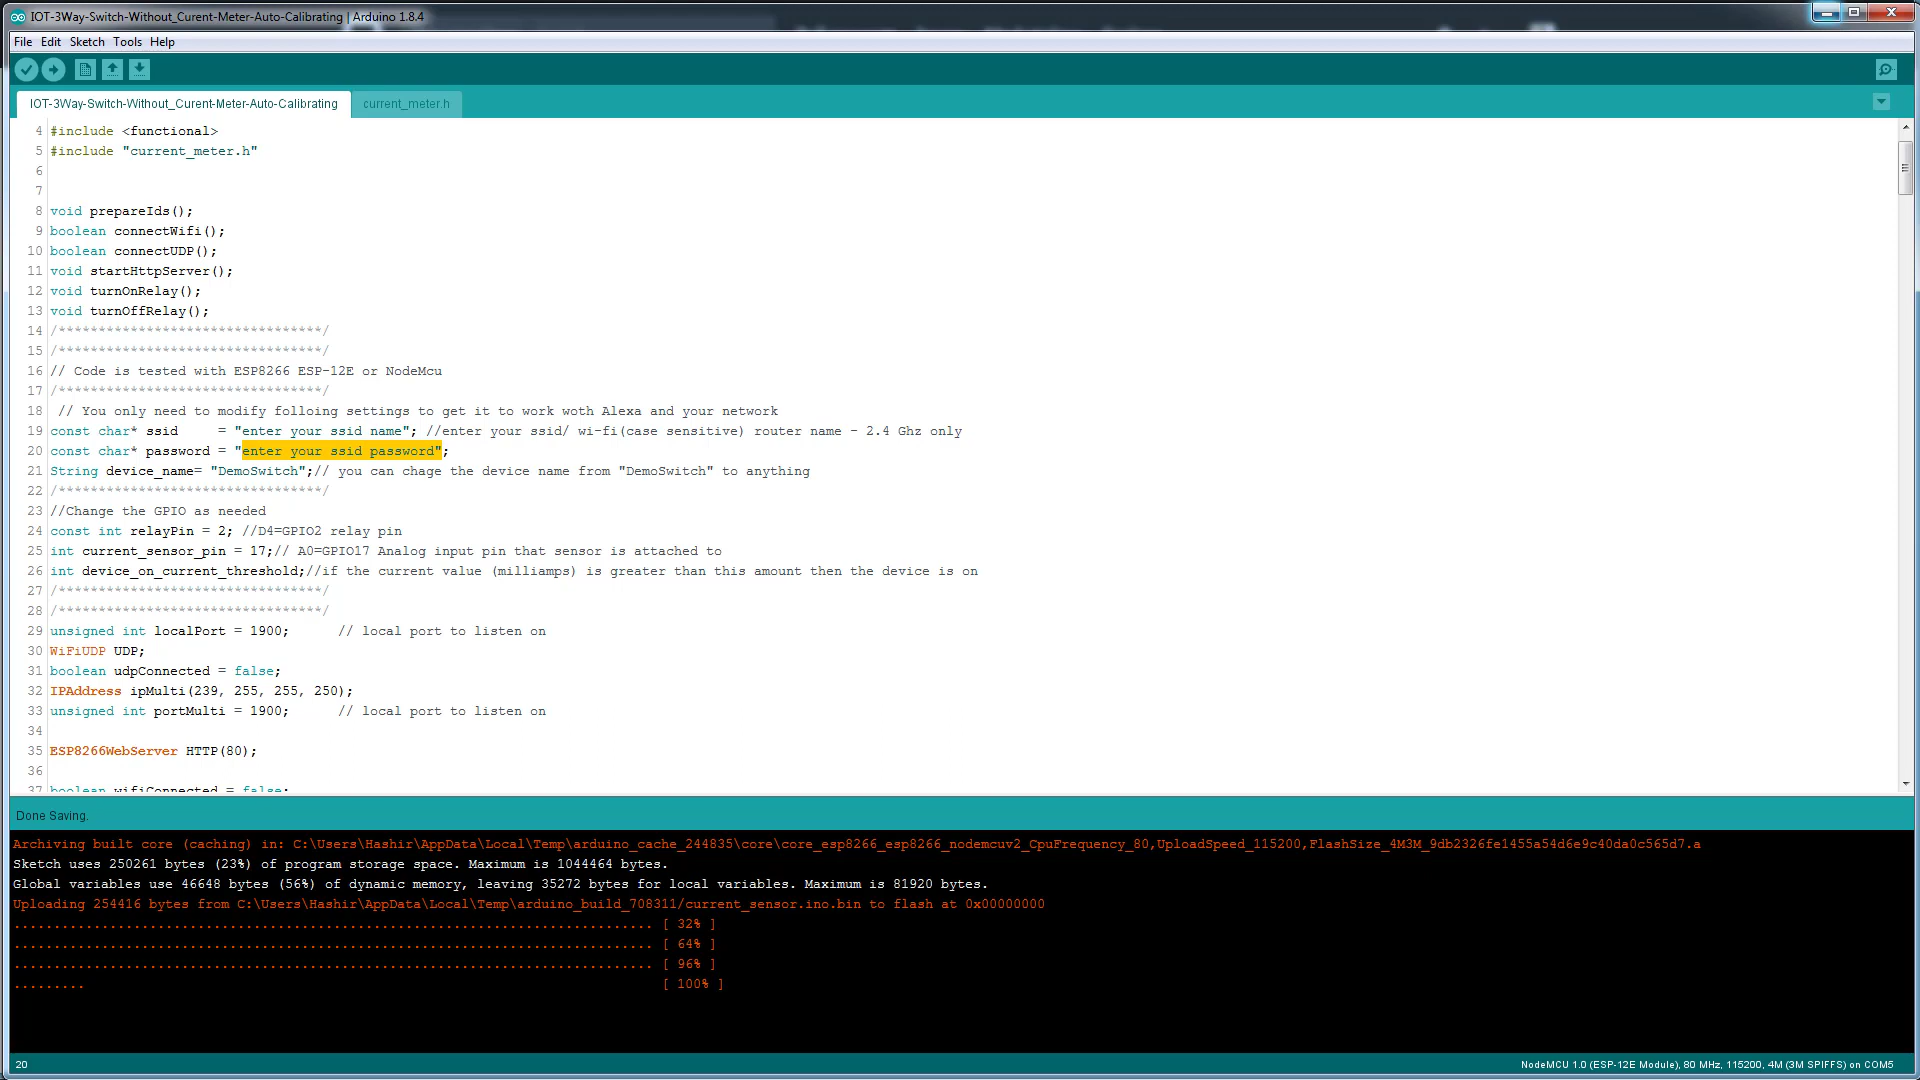 IOT-3Way-Switch-Without_Curent-Meter-Auto-Calibrating | Arduino 1.8.4
File Edit Sketch Tools Help
IOT-3Way-Switch-Without_Curent-Meter-Auto-Calibrating current_meter.h
4 #include <functional>
5 #include "current_meter.h"
6
7
8 void prepareIds();
9 boolean connectWifi();
10 boolean connectUDP();
11 void startHttpServer();
12 void turnOnRelay();
13 void turnOffRelay();
14 /*********************************/
15 /*********************************/
16 // Code is tested with ESP8266 ESP-12E or NodeMcu
17 /*********************************/
18 // You only need to modify folloing settings to get it to work woth Alexa and your network
19 const char* ssid     = "enter your ssid name"; //enter your ssid/ wi-fi(case sensitive) router name - 2.4 Ghz only
20 const char* password = "enter your ssid password";
21 String device_name= "DemoSwitch";// you can chage the device name from "DemoSwitch" to anything
22 /*********************************/
23 //Change the GPIO as needed
24 const int relayPin = 2; //D4=GPIO2 relay pin
25 int current_sensor_pin = 17;// A0=GPIO17 Analog input pin that sensor is attached to
26 int device_on_current_threshold;//if the current value (milliamps) is greater than this amount then the device is on
27 /*********************************/
28 /*********************************/
29 unsigned int localPort = 1900;      // local port to listen on
30 WiFiUDP UDP;
31 boolean udpConnected = false;
32 IPAddress ipMulti(239, 255, 255, 250);
33 unsigned int portMulti = 1900;      // local port to listen on
34
35 ESP8266WebServer HTTP(80);
36
37 boolean wifiConnected = false;
Done Saving.
Archiving built core (caching) in: C:\Users\Hashir\AppData\Local\Temp\arduino_cache_244835\core\core_esp8266_esp8266_nodemcuv2_CpuFrequency_80,UploadSpeed_115200,FlashSize_4M3M_9db2326fe1455a54d6e9c40da0c565d7.a
Sketch uses 250261 bytes (23%) of program storage space. Maximum is 1044464 bytes.
Global variables use 46648 bytes (56%) of dynamic memory, leaving 35272 bytes for local variables. Maximum is 81920 bytes.
Uploading 254416 bytes from C:\Users\Hashir\AppData\Local\Temp\arduino_build_708311/current_sensor.ino.bin to flash at 0x00000000
................................................................................ [ 32% ]
................................................................................ [ 64% ]
................................................................................ [ 96% ]
.........                                                                        [ 100% ]
20 NodeMCU 1.0 (ESP-12E Module), 80 MHz, 115200, 4M (3M SPIFFS) on COM5